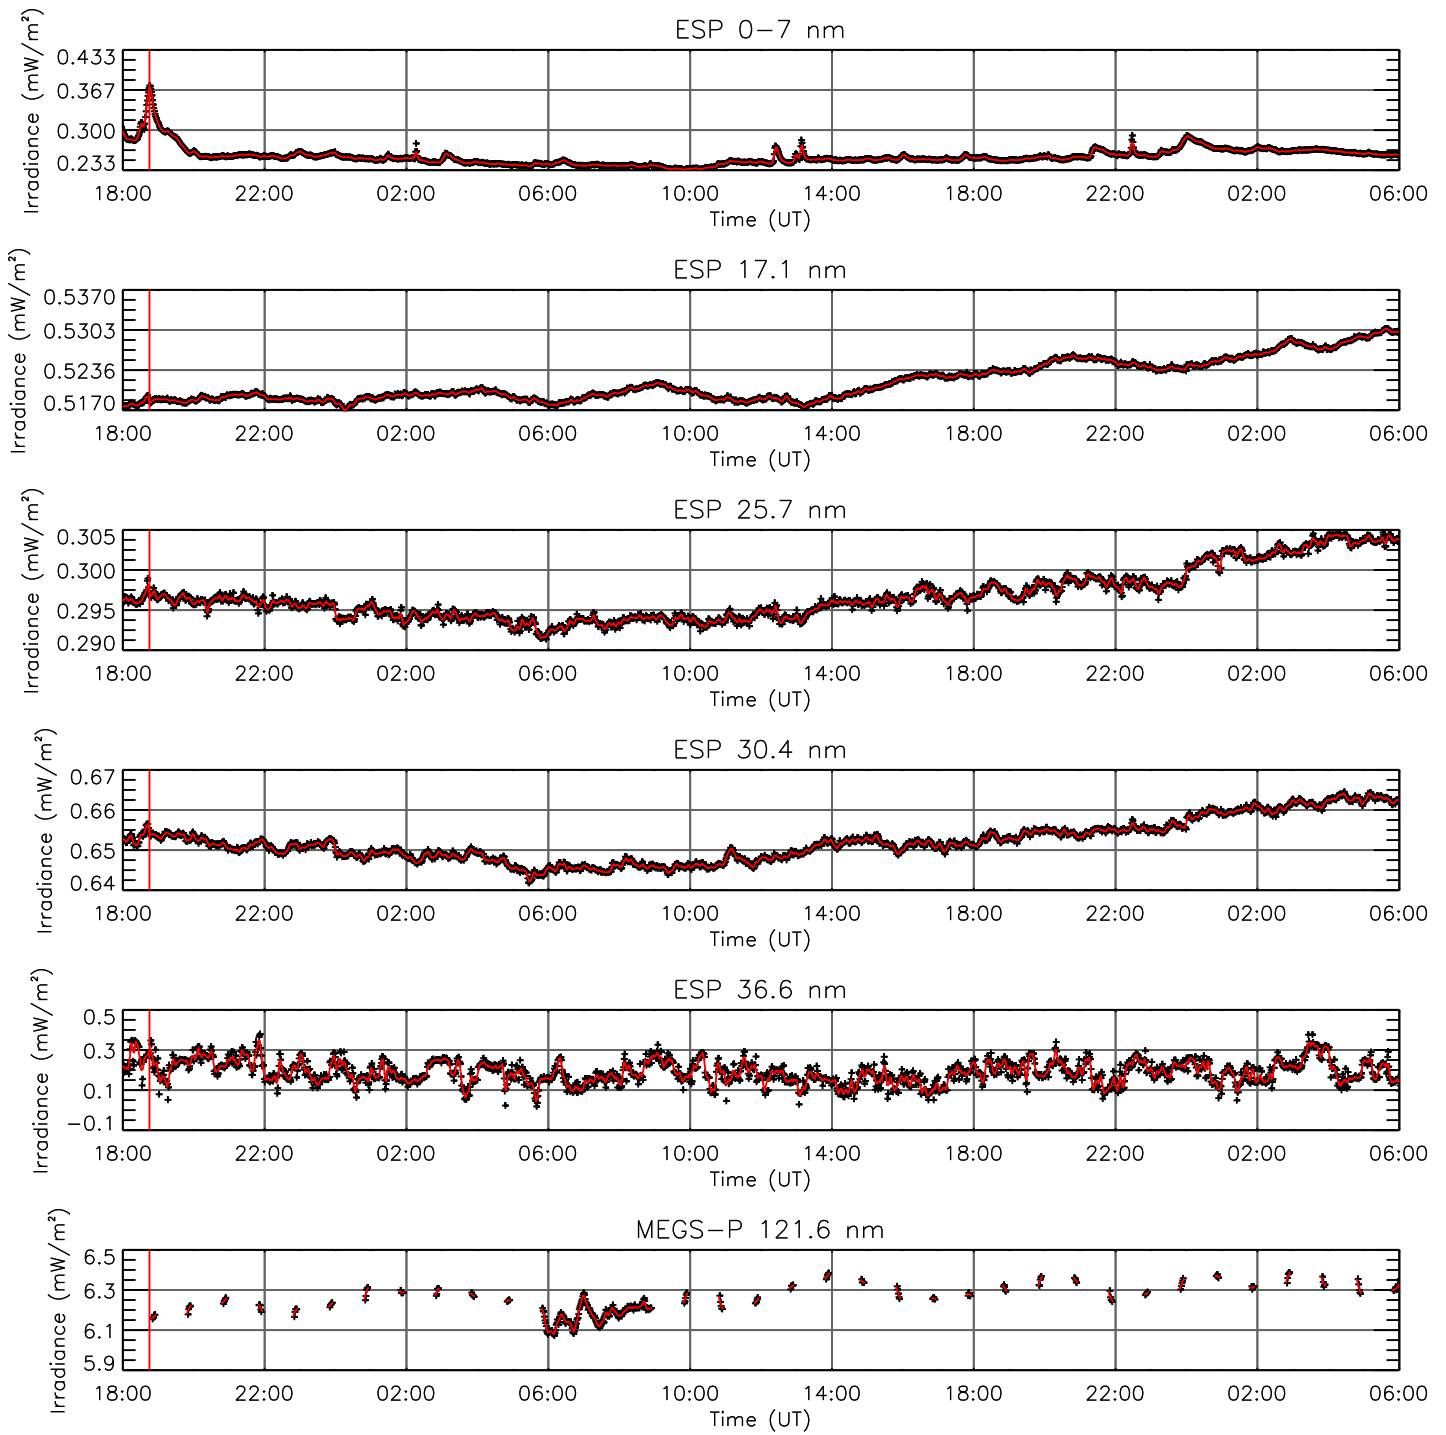 ESP 0-7 nm
Irradiance (mW/m²)
0.433
0.367
0.300
0.233
18:00 22:00 02:00 06:00 10:00 14:00 18:00 22:00 02:00 06:00
Time (UT)
ESP 17.1 nm
Irradiance (mW/m²)
0.5370
0.5303
0.5236
0.5170
18:00 22:00 02:00 06:00 10:00 14:00 18:00 22:00 02:00 06:00
Time (UT)
ESP 25.7 nm
Irradiance (mW/m²)
0.305
0.300
0.295
0.290
18:00 22:00 02:00 06:00 10:00 14:00 18:00 22:00 02:00 06:00
Time (UT)
ESP 30.4 nm
Irradiance (mW/m²)
0.67
0.66
0.65
0.64
18:00 22:00 02:00 06:00 10:00 14:00 18:00 22:00 02:00 06:00
Time (UT)
ESP 36.6 nm
Irradiance (mW/m²)
0.5
0.3
0.1
-0.1
18:00 22:00 02:00 06:00 10:00 14:00 18:00 22:00 02:00 06:00
Time (UT)
MEGS-P 121.6 nm
Irradiance (mW/m²)
6.5
6.3
6.1
5.9
18:00 22:00 02:00 06:00 10:00 14:00 18:00 22:00 02:00 06:00
Time (UT)